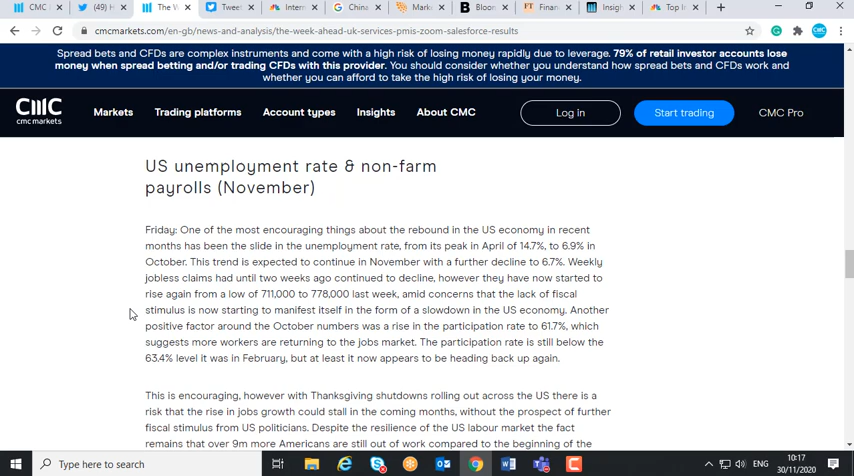 CMC
(49) H
The W
Tweet
Intern
China
Mark
Bloon
Finan
Insigh
Top In
cmcmarkets.com/en-gb/news-and-analysis/the-week-ahead-uk-services-pmis-zoom-salesforce-results
Spread bets and CFDs are complex instruments and come with a high risk of losing money rapidly due to leverage. 79% of retail investor accounts lose
money when spread betting and/or trading CFDs with this provider. You should consider whether you understand how spread bets and CFDs work and
whether you can afford to take the high risk of losing your money.
cmc markets
Markets
Trading platforms
Account types
Insights
About CMC
Log in
Start trading
CMC Pro
US unemployment rate & non-farm
payrolls (November)
Friday: One of the most encouraging things about the rebound in the US economy in recent
months has been the slide in the unemployment rate, from its peak in April of 14.7%, to 6.9% in
October. This trend is expected to continue in November with a further decline to 6.7%. Weekly
jobless claims had until two weeks ago continued to decline, however they have now started to
rise again from a low of 711,000 to 778,000 last week, amid concerns that the lack of fiscal
stimulus is now starting to manifest itself in the form of a slowdown in the US economy. Another
positive factor around the October numbers was a rise in the participation rate to 61.7%, which
suggests more workers are returning to the jobs market. The participation rate is still below the
63.4% level it was in February, but at least it now appears to be heading back up again.
This is encouraging, however with Thanksgiving shutdowns rolling out across the US there is a
risk that the rise in jobs growth could stall in the coming months, without the prospect of further
fiscal stimulus from US politicians. Despite the resilience of the US labour market the fact
remains that over 9m more Americans are still out of work compared to the beginning of the
Type here to search
ENG
10:17
30/11/2020